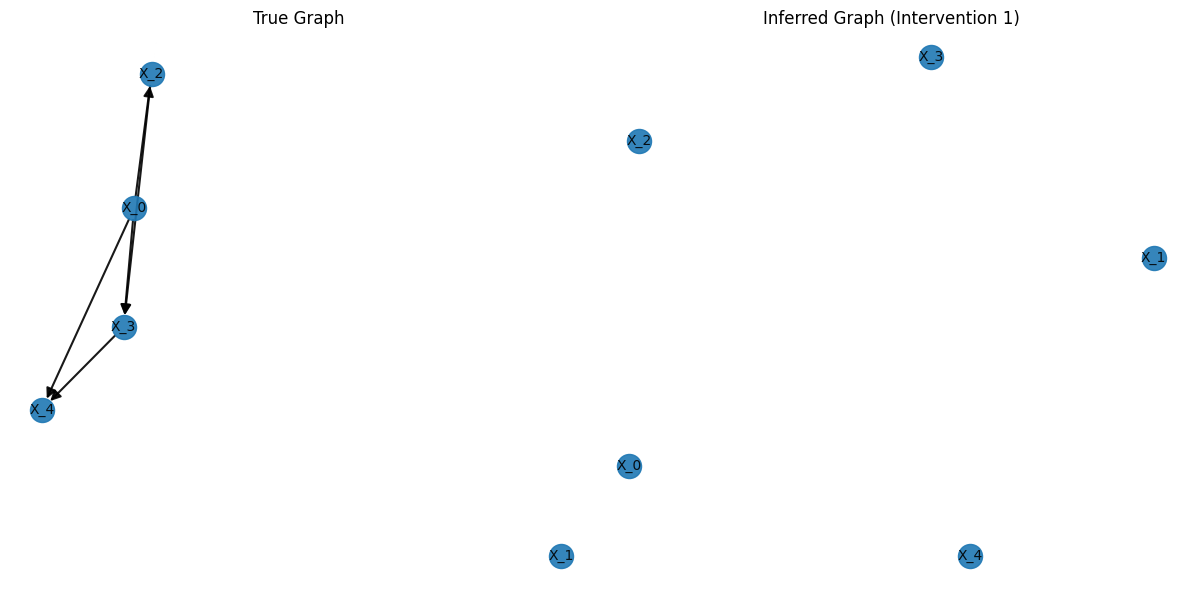 True Graph
X_2
X_0
X_3
X_4
X_1
Inferred Graph (Intervention 1)
X_3
X_2
X_1
X_0
X_4